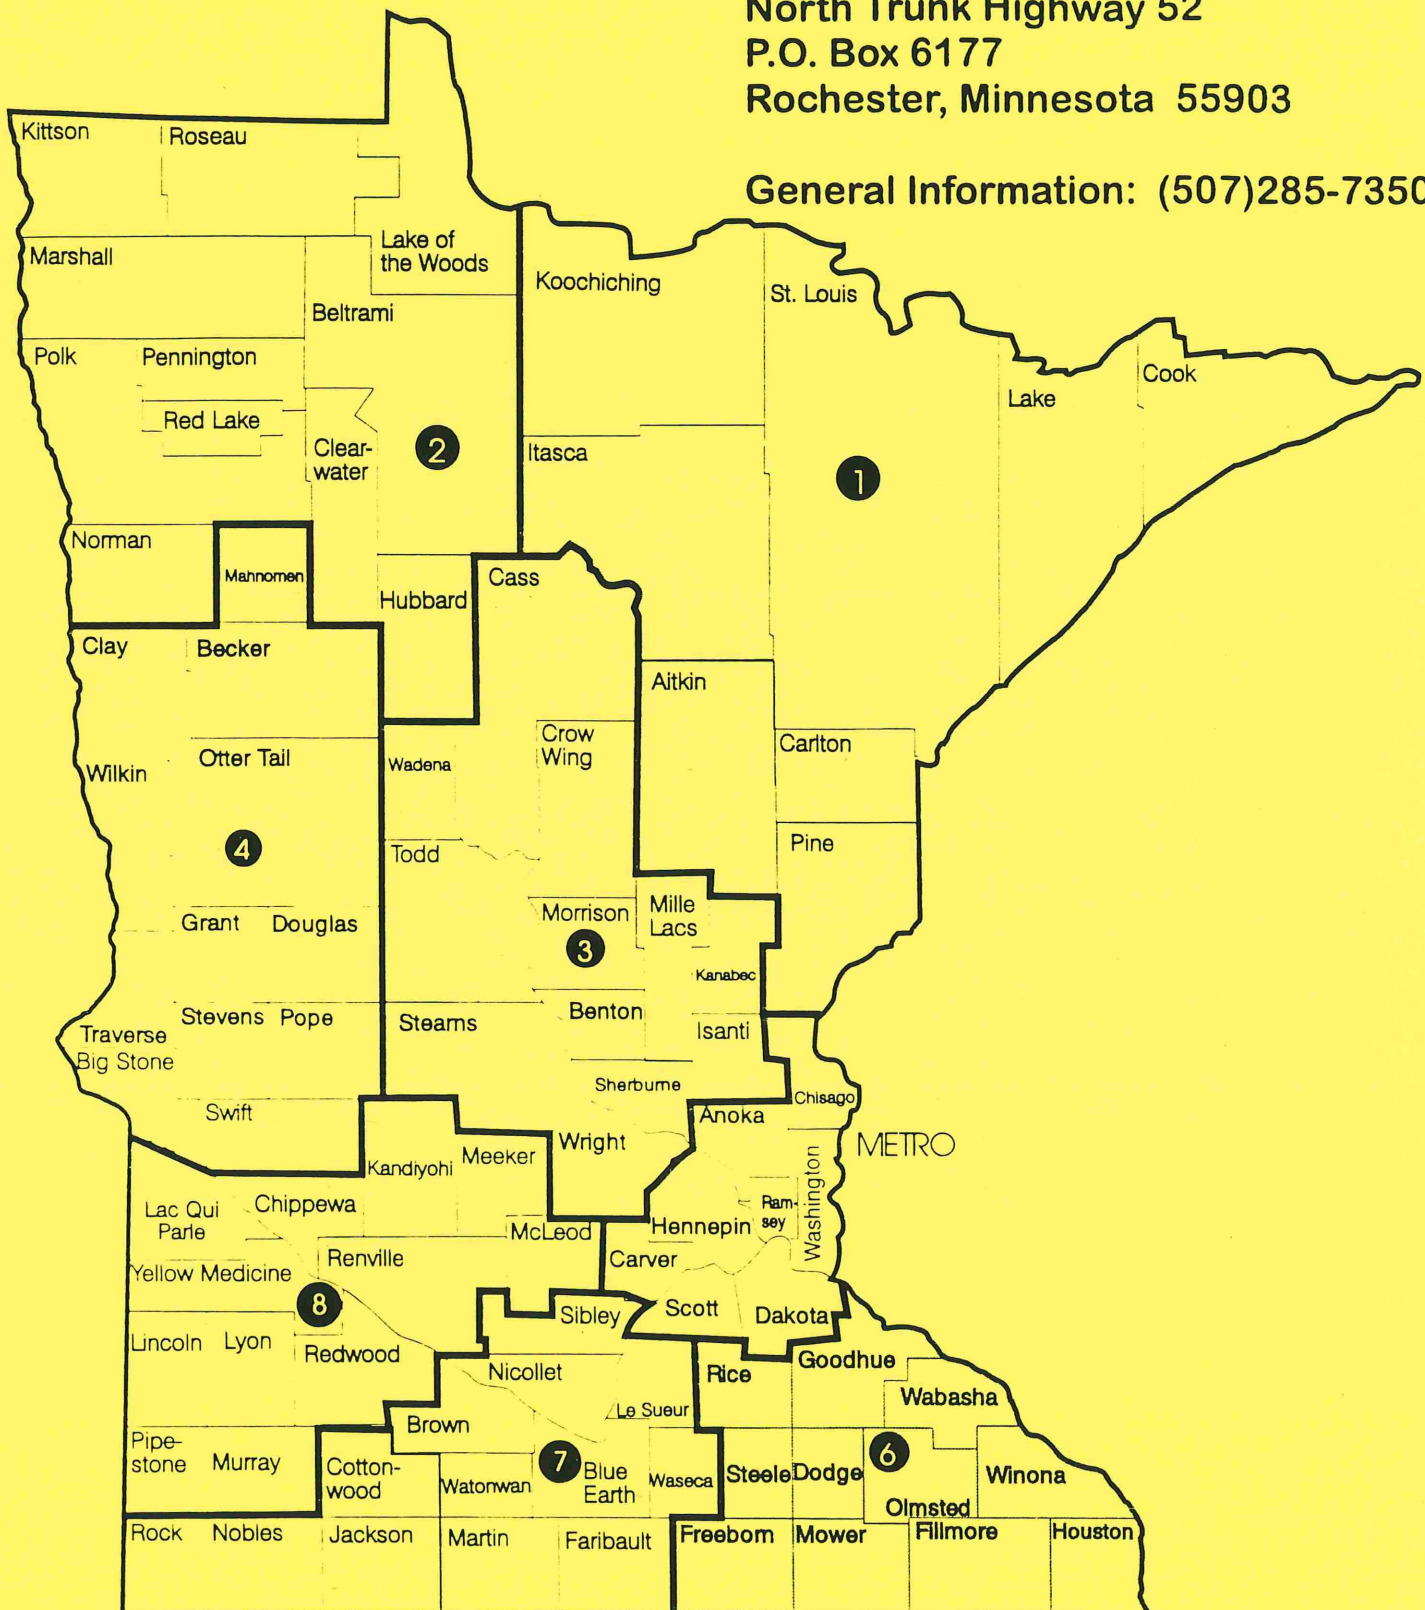 North Trunk Highway 52
P.O. Box 6177
Rochester, Minnesota 55903
General Information: (507)285-7350
Kittson
Roseau
Lake of
the Woods
Marshall
Koochiching
St. Louis
Beltrami
Polk
Pennington
Cook
Lake
Red Lake
Clear-
water
2
Itasca
1
Norman
Mahnomen
Cass
Hubbard
Clay
Becker
Aitkin
Crow
Wing
Carlton
Wilkin
Otter Tail
Wadena
4
Todd
Pine
Grant
Douglas
Morrison
Mille
Lacs
3
Kanabec
Stevens
Pope
Stearns
Benton
Isanti
Traverse
Big Stone
Sherburne
Chisago
Swift
Anoka
METRO
Wright
Kandiyohi
Meeker
Washington
Lac Qui
Parle
Chippewa
Ram-
sey
Hennepin
McLeod
Renville
Carver
Yellow Medicine
8
Sibley
Scott
Dakota
Lincoln
Lyon
Redwood
Goodhue
Nicollet
Rice
Wabasha
Le Sueur
Brown
Pipe-
stone
Murray
Cotton-
wood
Watonwan
7
Blue
Earth
Waseca
Steele
Dodge
6
Winona
Olmsted
Rock
Nobles
Jackson
Martin
Faribault
Freeborn
Mower
Fillmore
Houston